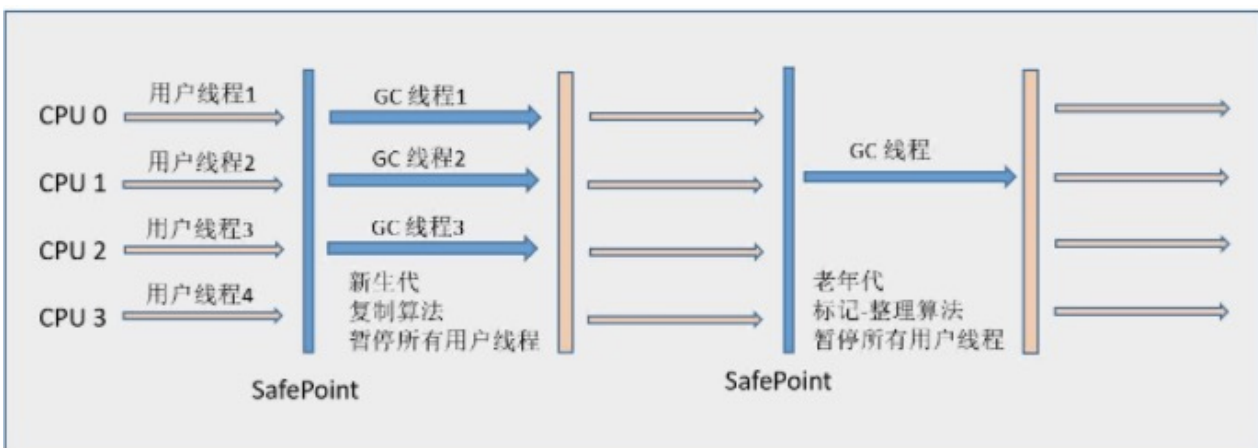 CPU 0
用户线程1
GC 线程1
CPU 1
用户线程2
GC 线程2
GC 线程
CPU 2
用户线程3
GC 线程3
CPU 3
用户线程4
新生代
复制算法
暂停所有用户线程
老年代
标记-整理算法
暂停所有用户线程
SafePoint
SafePoint